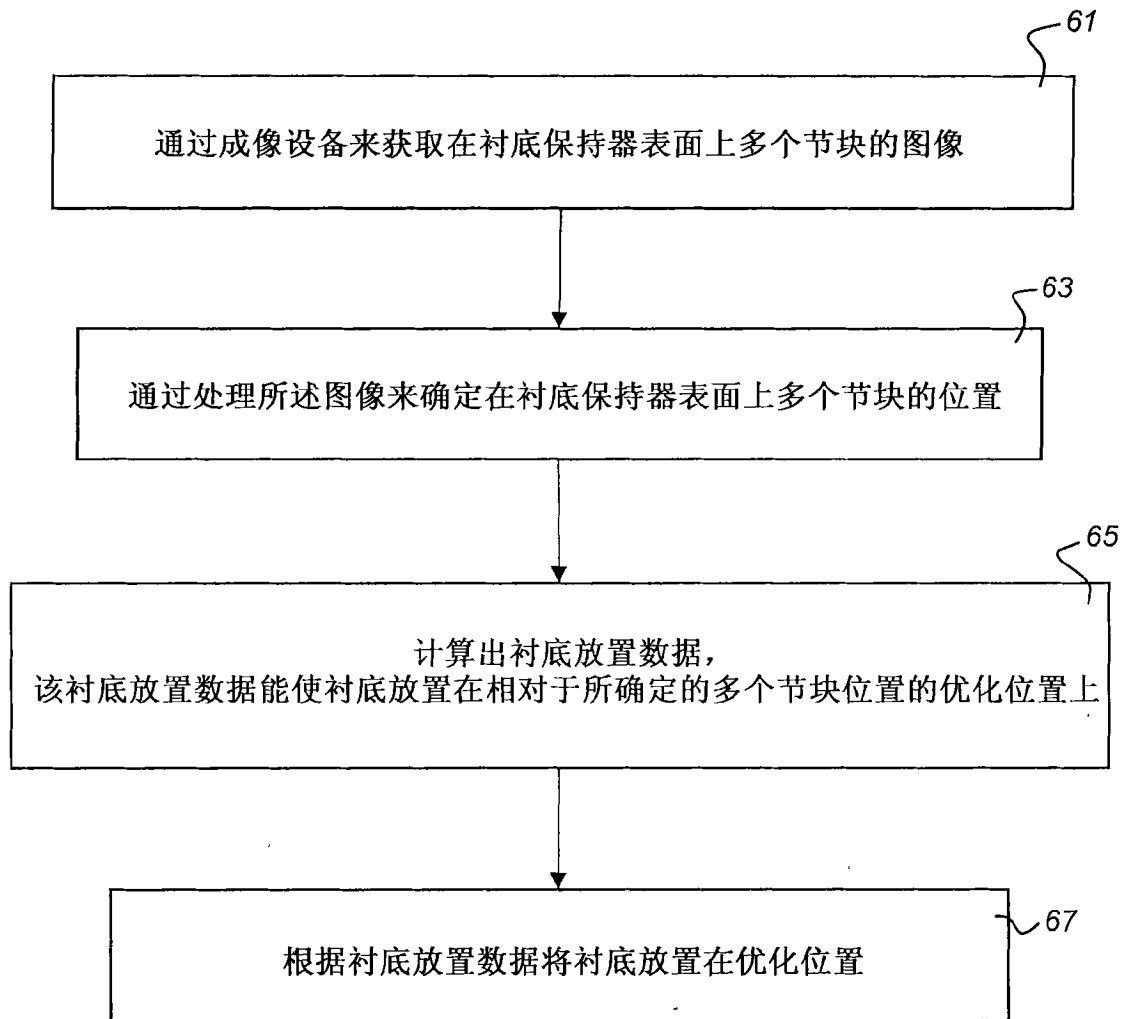 61
通过成像设备来获取在衬底保持器表面上多个节块的图像
63
通过处理所述图像来确定在衬底保持器表面上多个节块的位置
65
计算出衬底放置数据，
该衬底放置数据能使衬底放置在相对于所确定的多个节块位置的优化位置上
67
根据衬底放置数据将衬底放置在优化位置